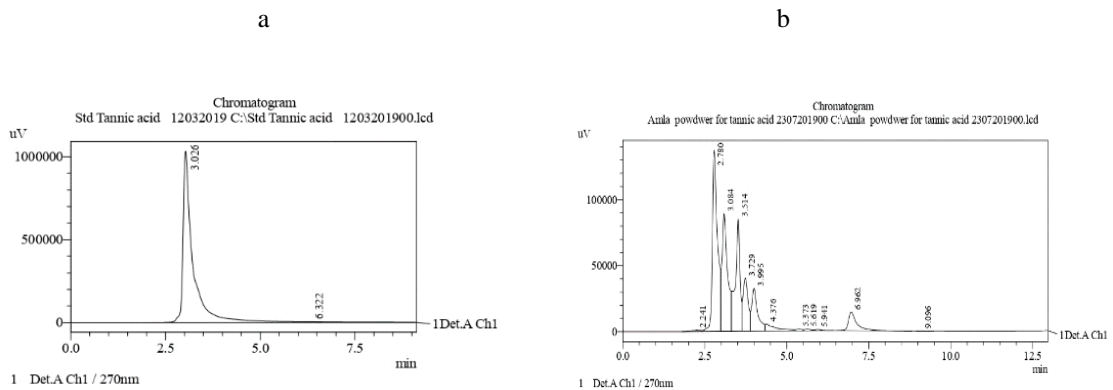 a
Chromatogram
Std Tannic acid 12032019 C:\Std Tannic acid 1203201900.lcd
uV
1000000
500000
0
3.026
6.322
1Det.A Ch1
0.0 2.5 5.0 7.5
min
1 Det.A Ch1 / 270nm
b
Chromatogram
Amla powdwer for tannic acid 2307201900 C:\Amla powdwer for tannic acid 2307201900.lcd
uV
100000
50000
0
2.241
2.780
3.084
3.514
3.729
3.995
4.376
5.373
5.619
5.941
6.962
9.096
1Det.A Ch1
0.0 2.5 5.0 7.5 10.0 12.5
min
1 Det.A Ch1 / 270nm